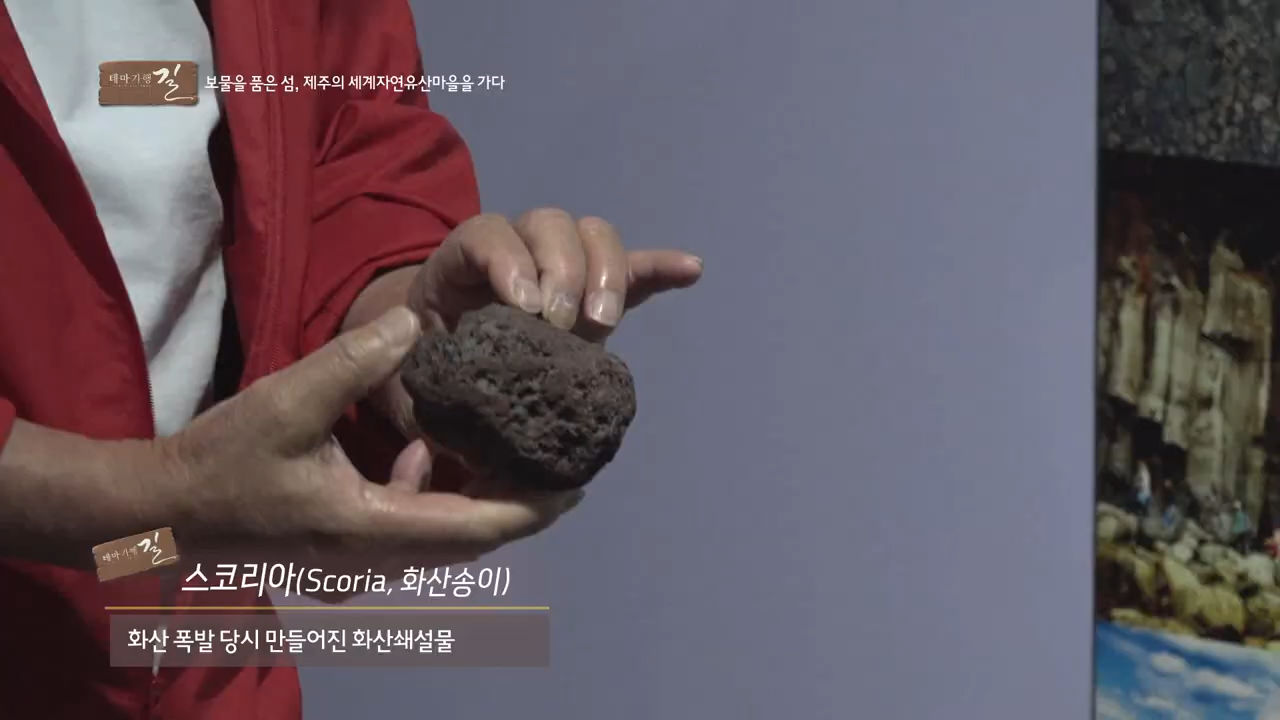 테마기행 길
보물을 품은 섬, 제주의 세계자연유산마을을 가다
테마기행 길
스코리아(Scoria, 화산송이)
화산 폭발 당시 만들어진 화산쇄설물